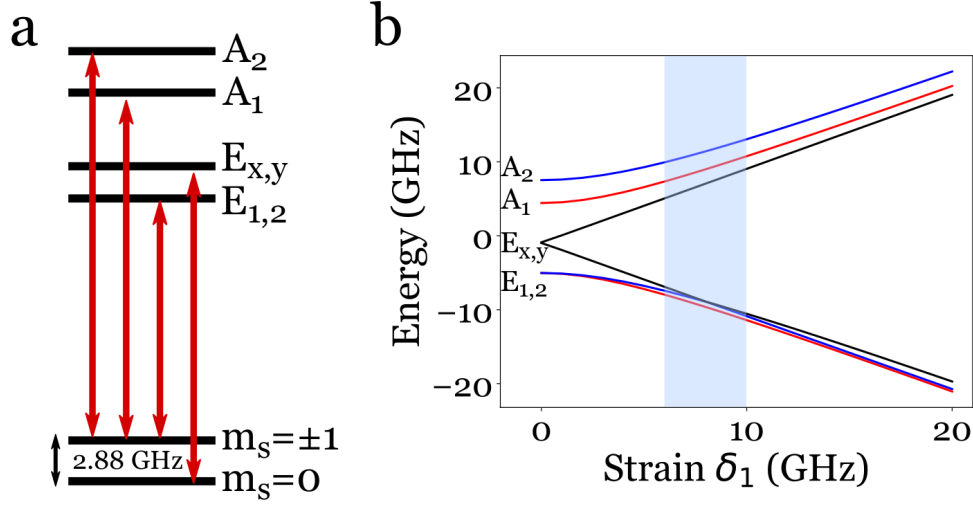 a
A₂
A₁
Eₓ,ᵧ
E₁,₂
mₛ=±1
2.88 GHz
mₛ=0
b
Energy (GHz)
20
10
0
−10
−20
A₂
A₁
Eₓ,ᵧ
E₁,₂
0
10
20
Strain δ₁ (GHz)